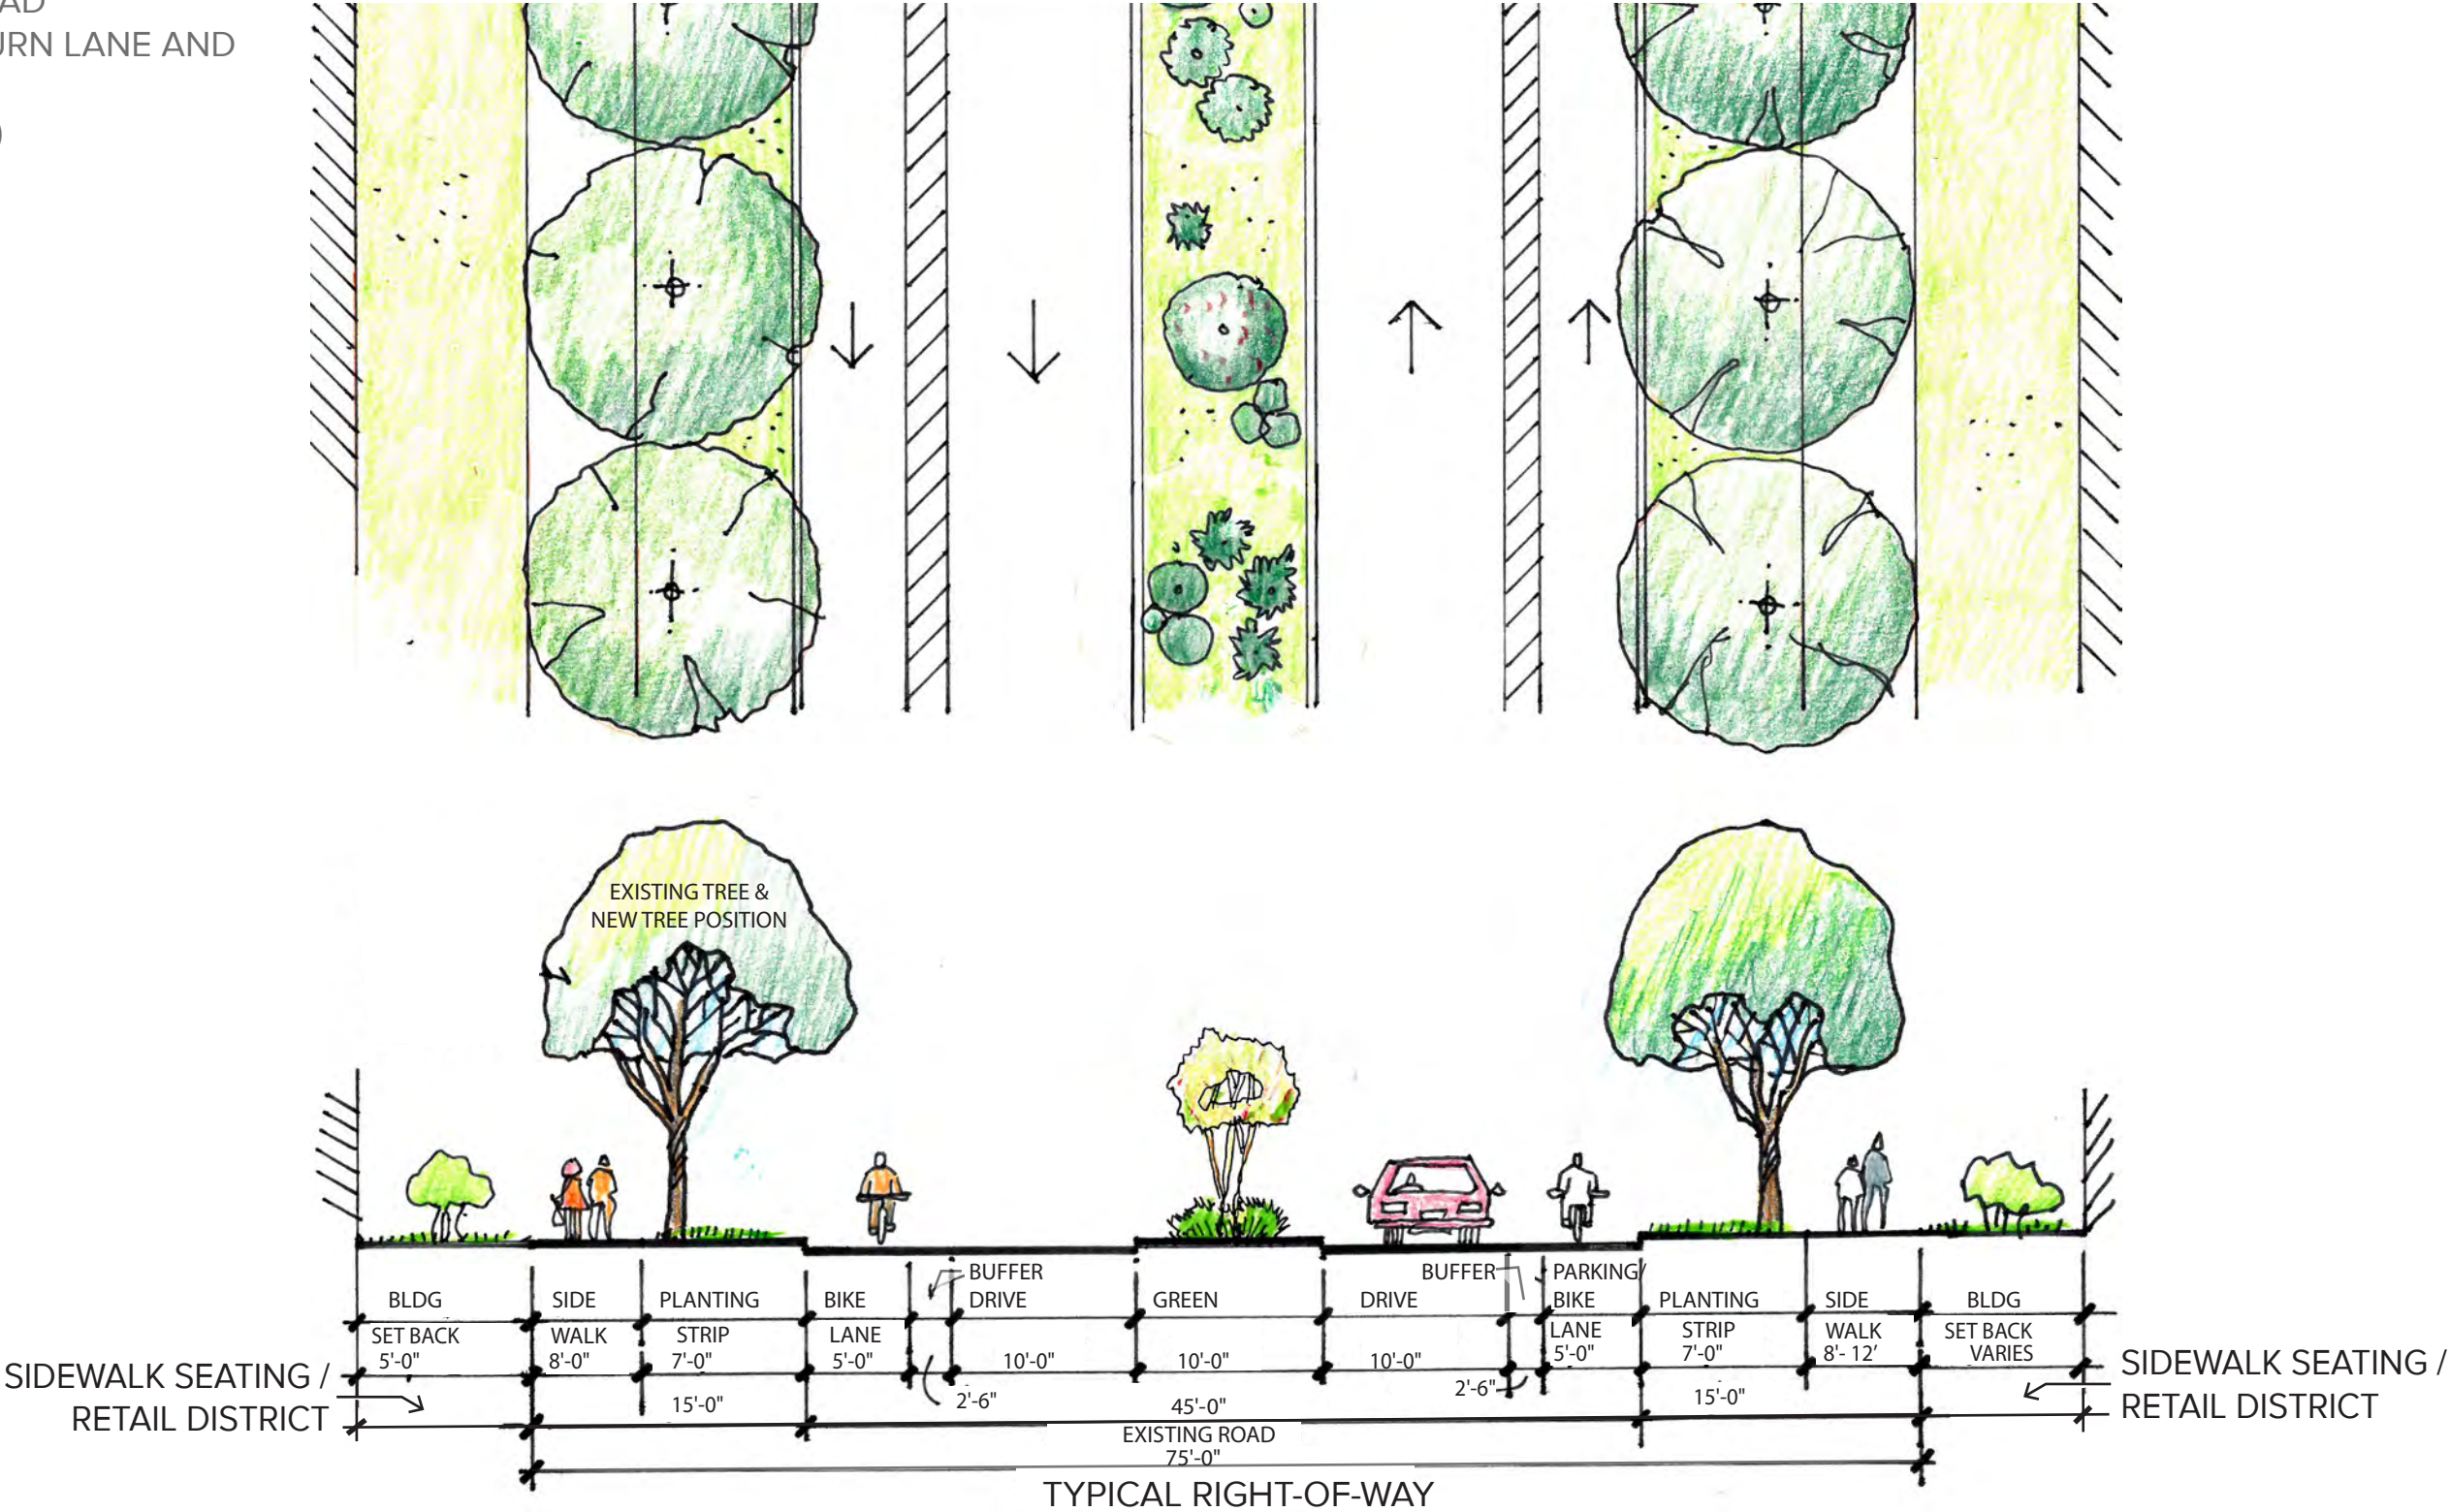 URN LANE AND
EXISTING TREE &
NEW TREE POSITION
BUFFER
BUFFER
PARKING/
BLDG
SIDE
PLANTING
BIKE
DRIVE
GREEN
DRIVE
BIKE
PLANTING
SIDE
BLDG
SET BACK
WALK
STRIP
LANE
LANE
STRIP
WALK
SET BACK
5'-0"
8'-0"
7'-0"
5'-0"
10'-0"
10'-0"
10'-0"
5'-0"
7'-0"
8'- 12'
VARIES
SIDEWALK SEATING /
RETAIL DISTRICT
15'-0"
2'-6"
45'-0"
2'-6"
15'-0"
SIDEWALK SEATING /
RETAIL DISTRICT
EXISTING ROAD
75'-0"
TYPICAL RIGHT-OF-WAY